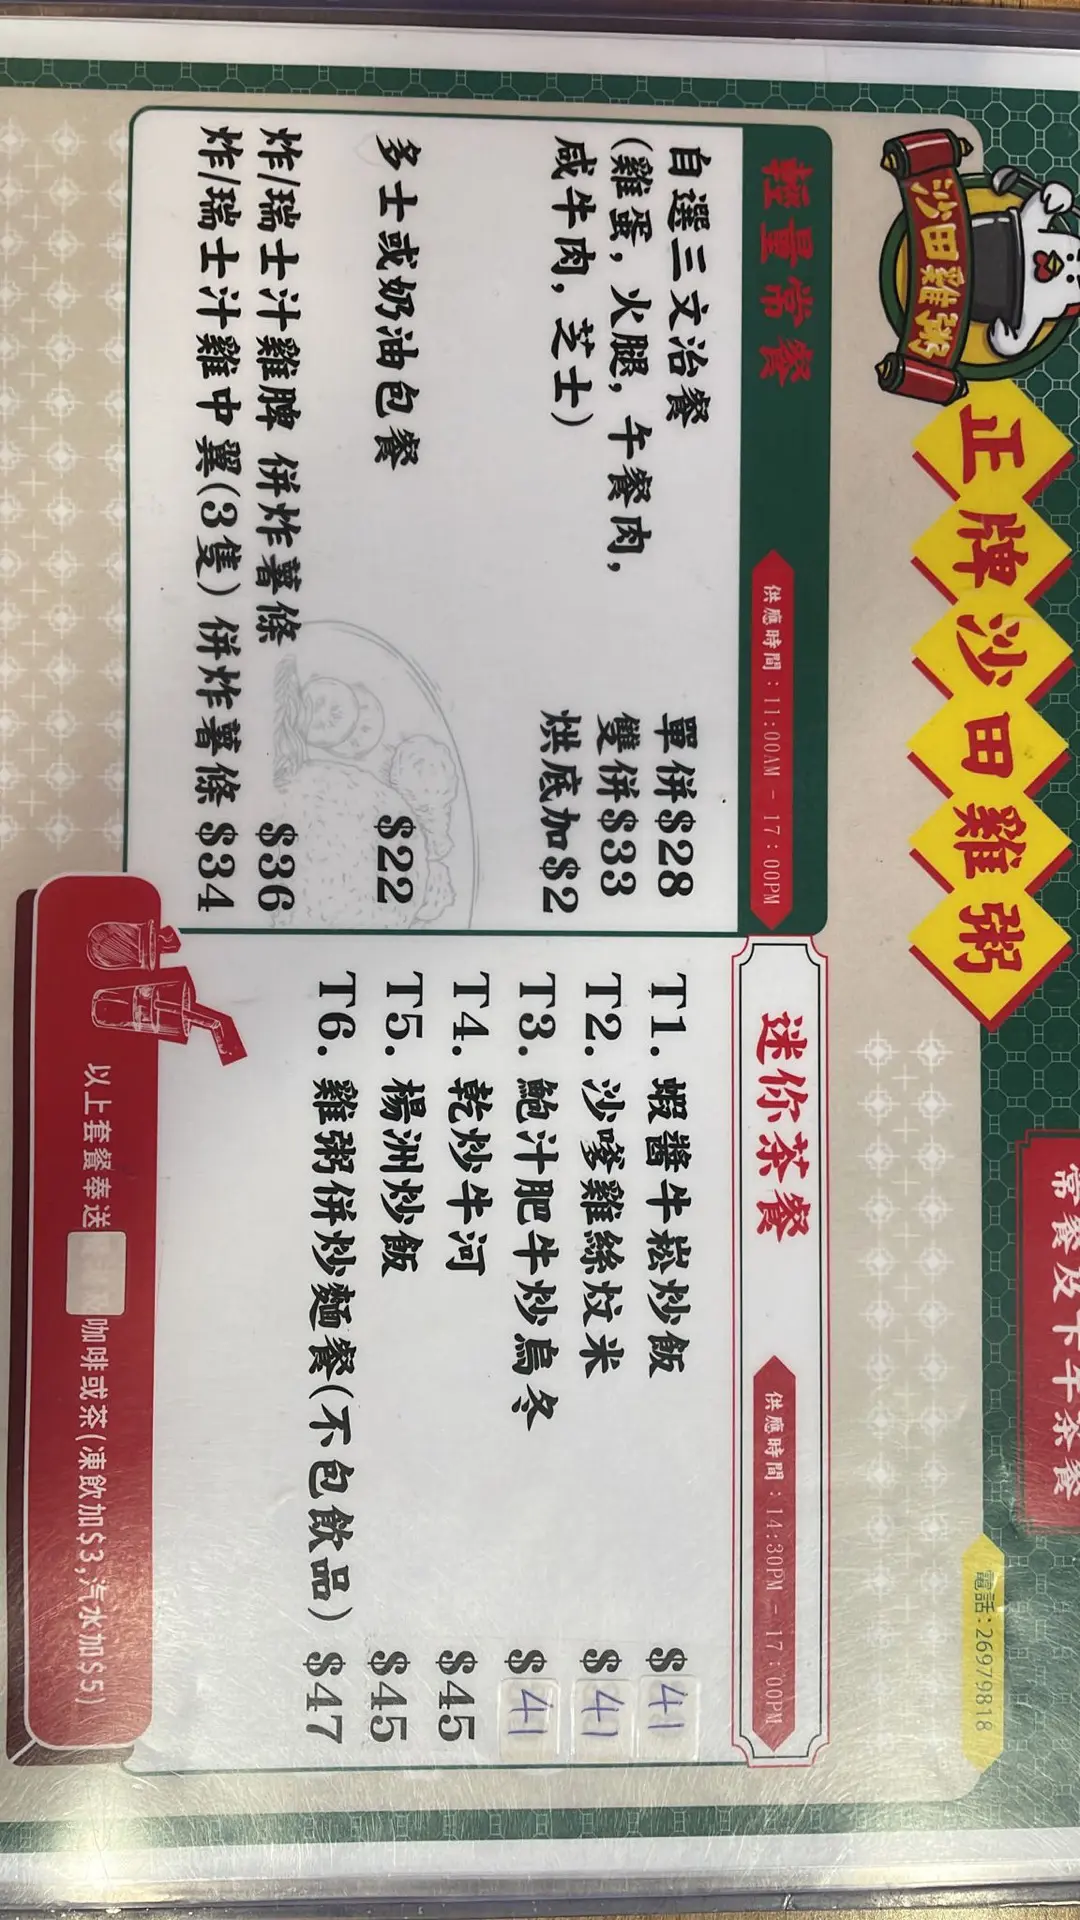 沙田雞粥
正牌沙田雞粥
常餐及下午茶餐
電話:26979818
輕量常餐
供應時間:11:00AM - 17:00PM
自選三文治餐 單併$28
(雞蛋, 火腿, 午餐肉, 雙併$33
咸牛肉, 芝士) 烘底加$2
多士或奶油包餐 $22
炸/瑞士汁雞脾 併炸薯條 $36
炸/瑞士汁雞中翼(3隻) 併炸薯條 $34
迷你茶餐
供應時間:14:30PM - 17:00PM
T1. 蝦醬牛崧炒飯 $41
T2. 沙嗲雞絲炆米 $41
T3. 鮑汁肥牛炒烏冬 $41
T4. 乾炒牛河 $45
T5. 楊洲炒飯 $45
T6. 雞粥併炒麵餐(不包飲品) $47
以上套餐奉送 咖啡或茶(凍飲加$3,汽水加$5)